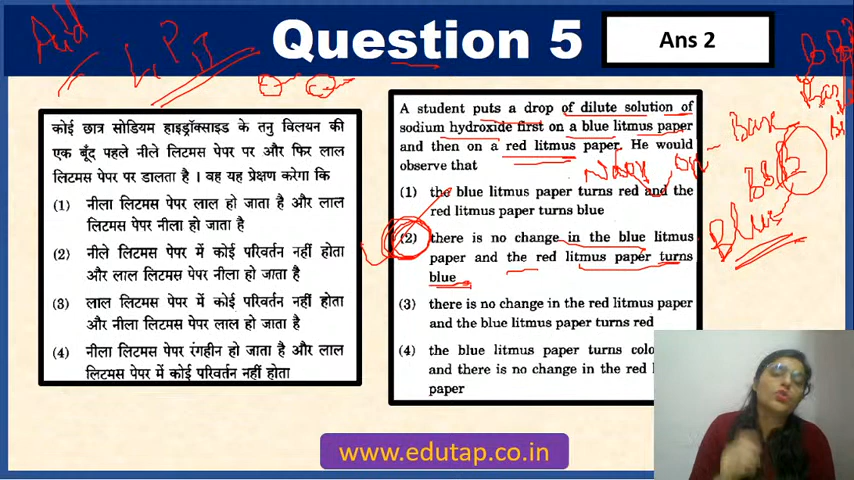 Question 5
Ans 2
Acid
कोई छात्र सोडियम हाइड्रॉक्साइड के तनु विलयन की
एक बूँद पहले नीले लिटमस पेपर पर और फिर लाल
लिटमस पेपर पर डालता है । वह यह प्रेक्षण करेगा कि
(1) नीला लिटमस पेपर लाल हो जाता है और लाल
लिटमस पेपर नीला हो जाता है
(2) नीले लिटमस पेपर में कोई परिवर्तन नहीं होता
और लाल लिटमस पेपर नीला हो जाता है
(3) लाल लिटमस पेपर में कोई परिवर्तन नहीं होता
और नीला लिटमस पेपर लाल हो जाता है
(4) नीला लिटमस पेपर रंगहीन हो जाता है और लाल
लिटमस पेपर में कोई परिवर्तन नहीं होता
A student puts a drop of dilute solution of
sodium hydroxide first on a blue litmus paper
and then on a red litmus paper. He would
observe that
(1) the blue litmus paper turns red and the
red litmus paper turns blue
(2) there is no change in the blue litmus
paper and the red litmus paper turns
blue
(3) there is no change in the red litmus paper
and the blue litmus paper turns red
(4) the blue litmus paper turns colo
and there is no change in the red
paper
Base
Blue
www.edutap.co.in